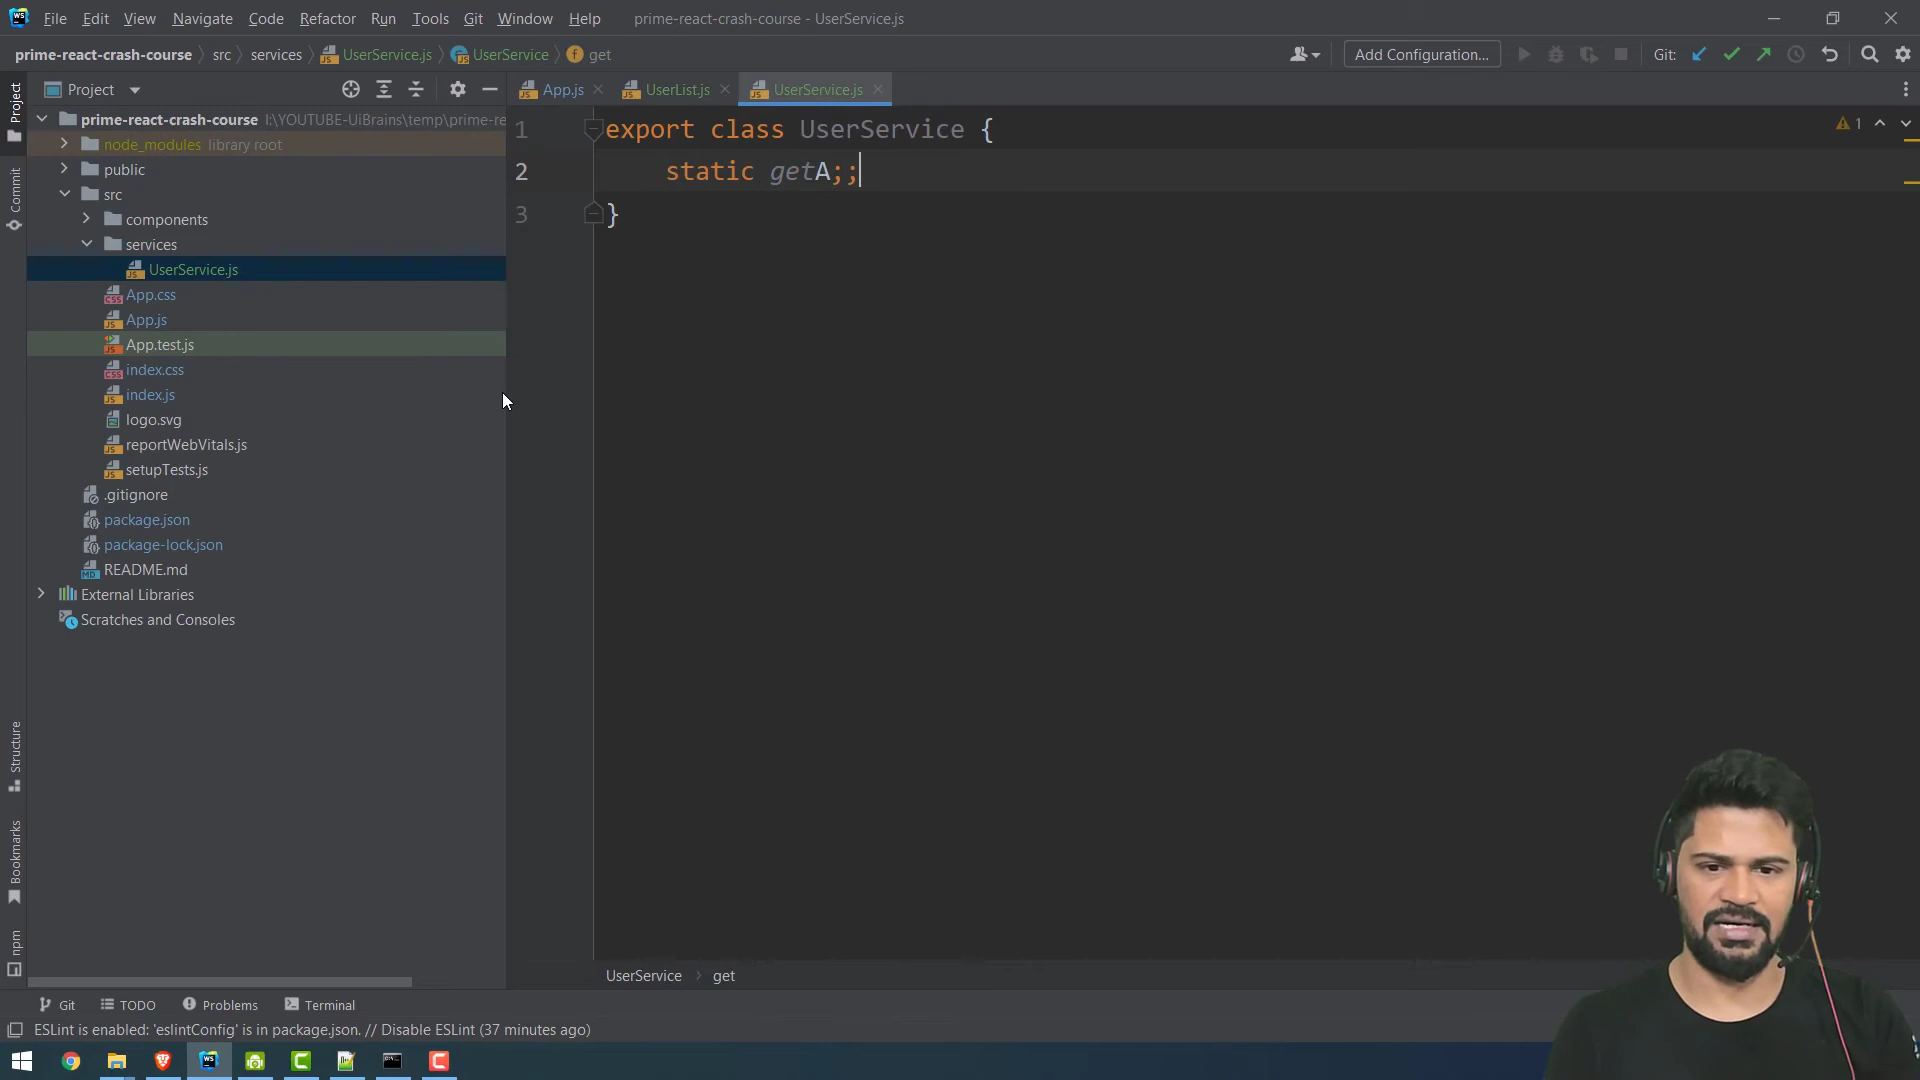 File Edit View Navigate Code Refactor Run Tools Git Window Help prime-react-crash-course - UserService.js
prime-react-crash-course src services UserService.js UserService get Add Configuration... Git:
Project App.js UserList.js UserService.js
prime-react-crash-course I:\YOUTUBE-UiBrains\temp\prime-re
node_modules library root
public
src
components
services
UserService.js
App.css
App.js
App.test.js
index.css
index.js
logo.svg
reportWebVitals.js
setupTests.js
.gitignore
package.json
package-lock.json
README.md
External Libraries
Scratches and Consoles
Project
Commit
Structure
Bookmarks
npm
1 export class UserService {
2 static getA;;
3 }
1
UserService get
Git TODO Problems Terminal
ESLint is enabled: 'eslintConfig' is in package.json. // Disable ESLint (37 minutes ago)